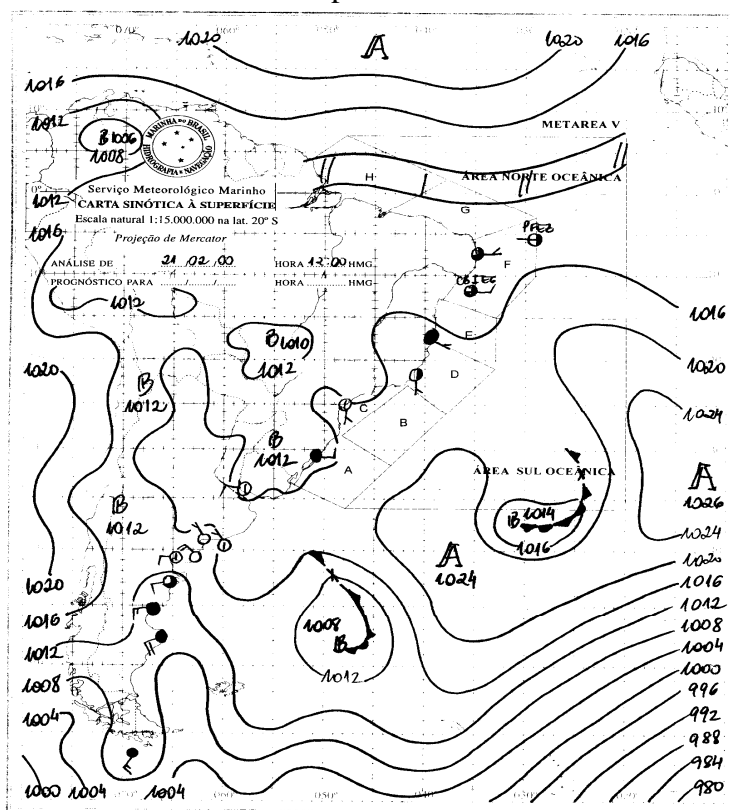 1020 A 1020 1016
1016
1012
B 1006
1008
MARINHA DO BRASIL
HIDROGRAFIA E NAVEGAÇÃO
10°
METAREA V
H
ÁREA NORTE OCEÂNICA
0°
1012
Serviço Meteorológico Marinho
CARTA SINÓTICA À SUPERFÍCIE
Escala natural 1:15.000.000 na lat. 20° S
Projeção de Mercator
G
1016
ANÁLISE DE 21 / 02 / 00 HORA 12:00 HMG
PROGNÓSTICO PARA HORA HMG
PFEZ
F
1012
1016
B 1010
1012
E
1020
1020
B
1012
D
1024
C
B
B
1012
A
ÁREA SUL OCEÂNICA
A
1026
B
1012
B 1014
1016
1024
A
1024
1020
1020
1016
1016
1012
1008
B
1008
1012
1004
1012
1000
1008
996
1004
992
988
984
1000 1004 1004 980